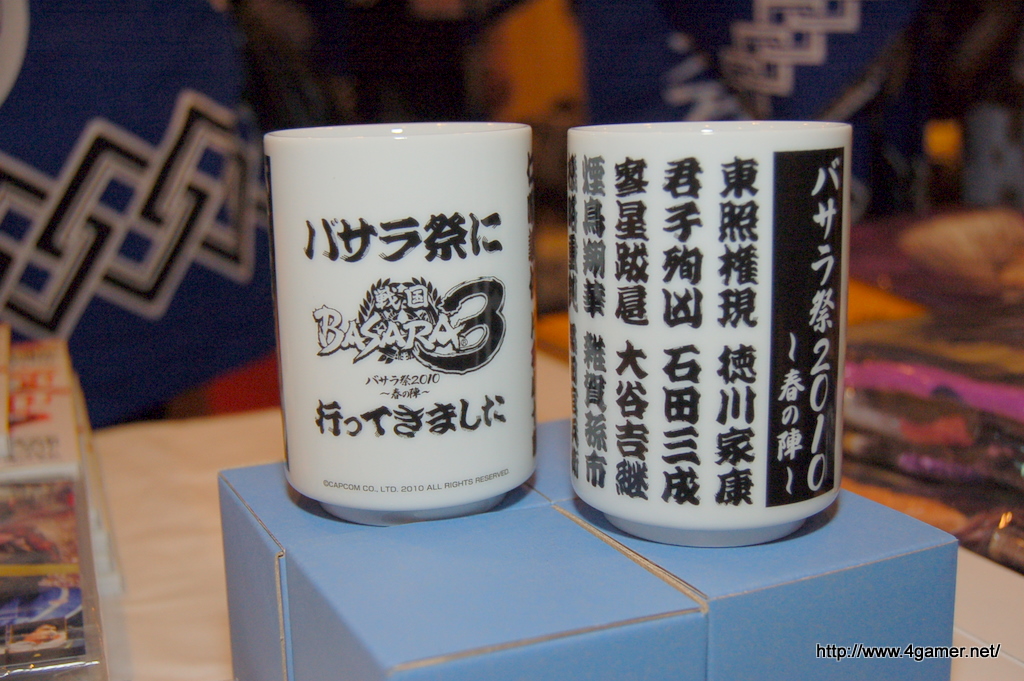 バサラ祭に
戦国
BASARA3
バサラ祭2010
～春の陣～
行ってきました
©CAPCOM CO., LTD. 2010 ALL RIGHTS RESERVED.
バサラ祭2010
～春の陣～
東照権現 徳川家康
君子殉凶 石田三成
寥星跋扈 大谷吉継
煙鳥翔華 雑賀孫市
http://www.4gamer.net/